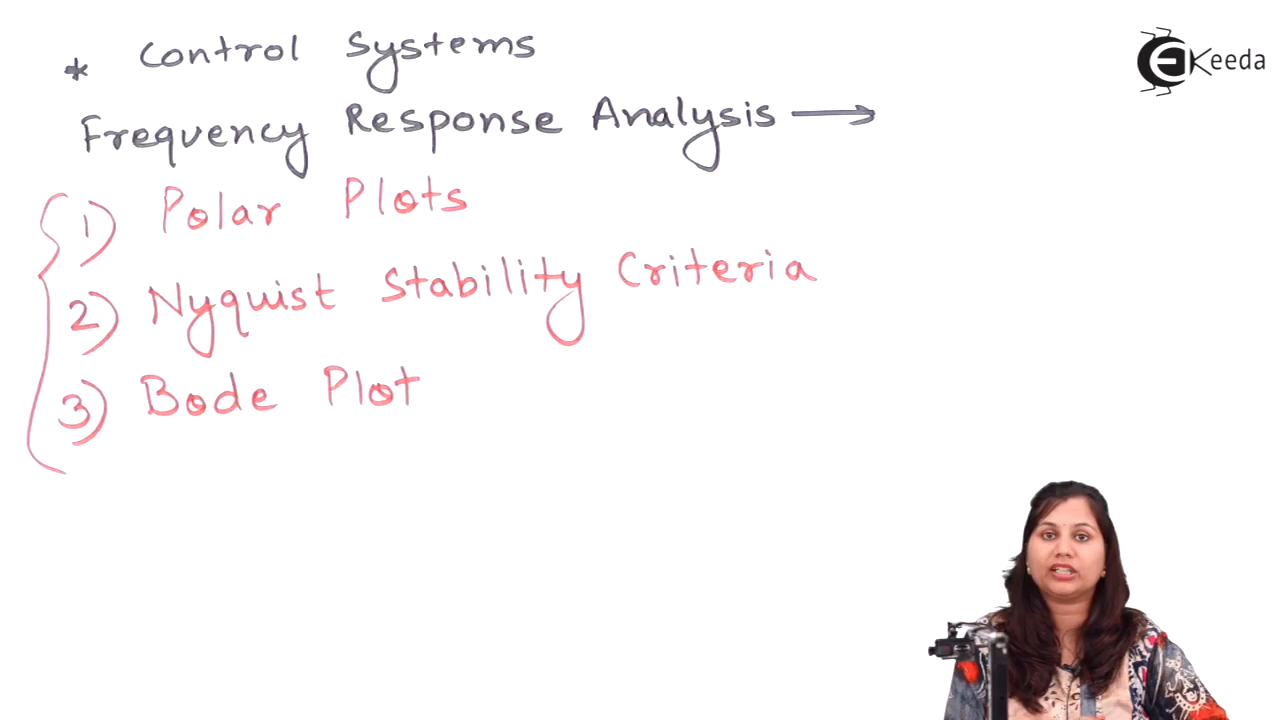 * Control Systems
Frequency Response Analysis →
1) Polar Plots
2) Nyquist Stability Criteria
3) Bode Plot
EKeeda